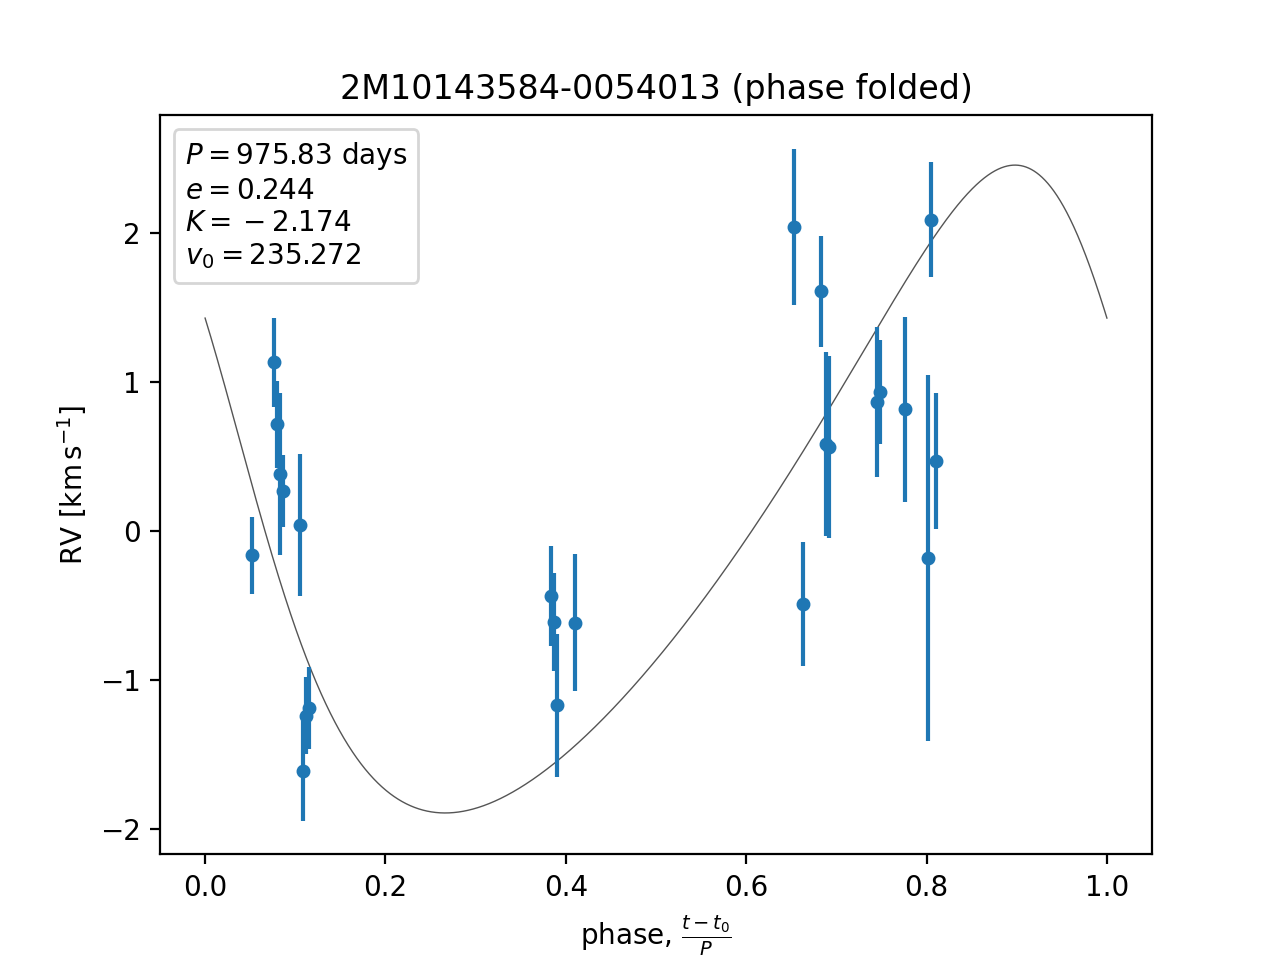 2M10143584-0054013 (phase folded)
P = 975.83 days
e = 0.244
K = −2.174
v₀ = 235.272
RV [km s⁻¹]
2
1
0
−1
−2
0.0 0.2 0.4 0.6 0.8 1.0
phase, (t − t₀)/P